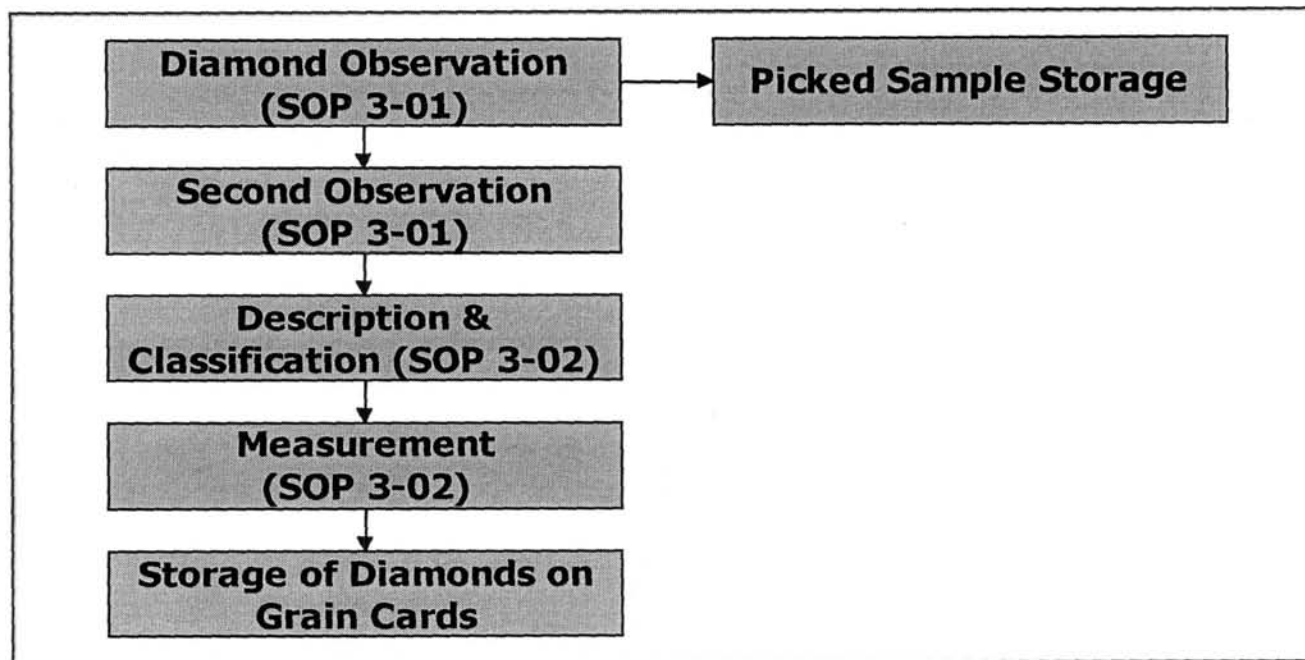 Diamond Observation
(SOP 3-01)
Picked Sample Storage
Second Observation
(SOP 3-01)
Description &
Classification (SOP 3-02)
Measurement
(SOP 3-02)
Storage of Diamonds on
Grain Cards